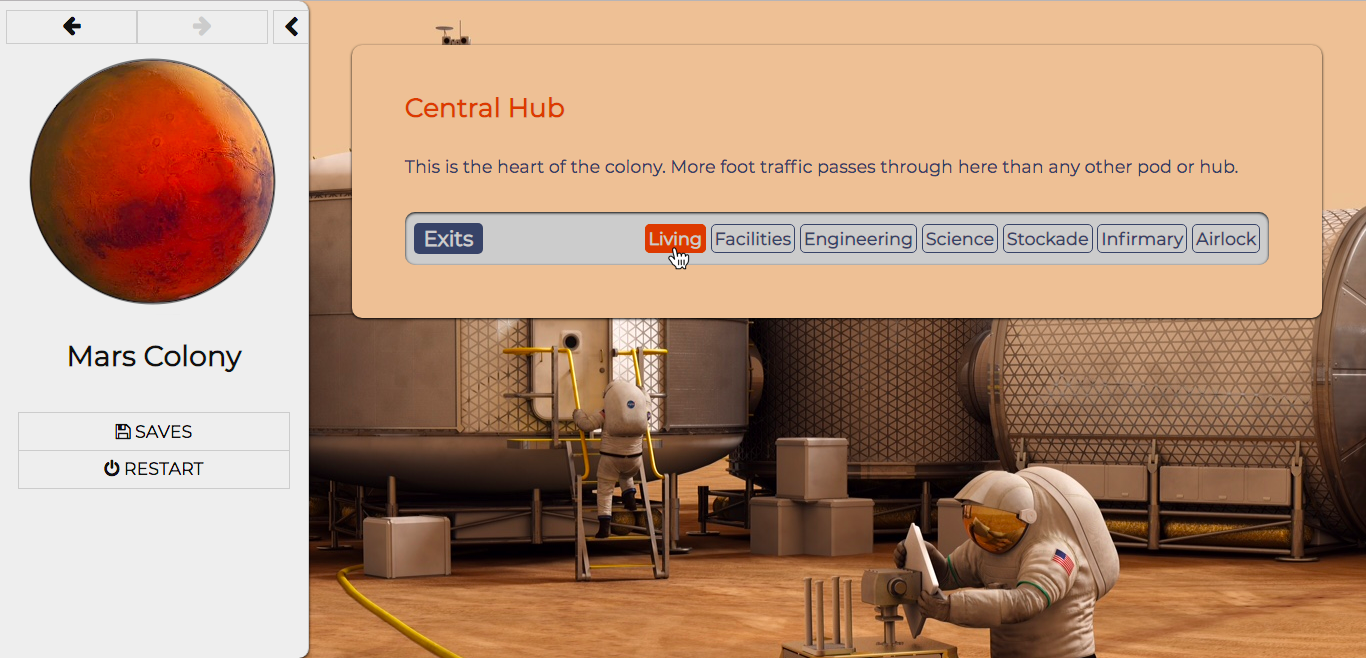 Central Hub
This is the heart of the colony. More foot traffic passes through here than any other pod or hub.
Exits Living Facilities Engineering Science Stockade Infirmary Airlock
Mars Colony
SAVES
RESTART